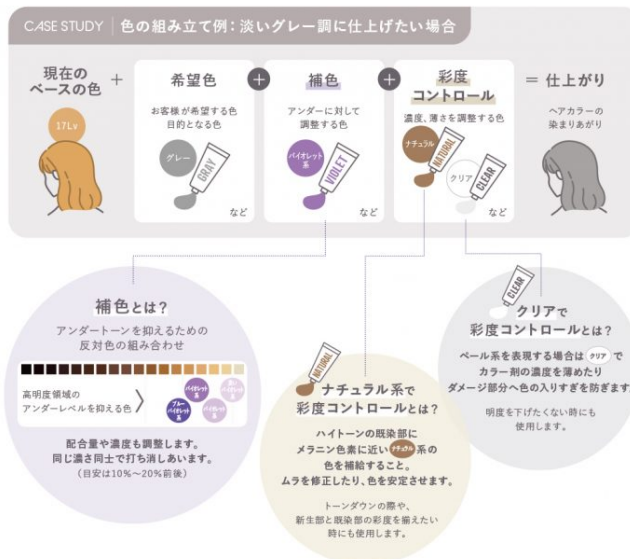 CASE STUDY 色の組み立て例：淡いグレー調に仕上げたい場合
現在の
ベースの色
17Lv
+
希望色
お客様が希望する色
目的となる色
グレー
GRAY
など
+
補色
アンダーに対して
調整する色
バイオレット
系
VIOLET
など
+
彩度
コントロール
濃度、薄さを調整する色
ナチュラル
NATURAL
クリア
CLEAR
など
= 仕上がり
ヘアカラーの
染まりあがり
補色とは？
アンダートーンを抑えるための
反対色の組み合わせ
高明度領域の
アンダーレベルを抑える色
バイオレット
系
ブルー
バイオレット
系
バイオレット
系
配合量や濃度も調整します。
同じ濃さ同士で打ち消しあいます。
（目安は10%〜20%前後）
NATURAL
ナチュラル系で
彩度コントロールとは？
ハイトーンの既染部に
メラニン色素に近い ナチュラル 系の
色を補給すること。
ムラを修正したり、色を安定させます。
トーンダウンの際や、
新生部と既染部の彩度を揃えたい
時にも使用します。
CLEAR
クリアで
彩度コントロールとは？
ペール系を表現する場合は クリア で
カラー剤の濃度を薄めたり
ダメージ部分へ色の入りすぎを防ぎます。
明度を下げたくない時にも
使用します。